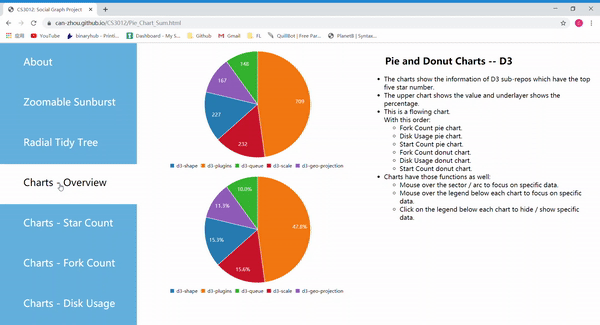 CS3012: Social Graph Project
can-zhou.github.io/CS3012/Pie_Chart_Sum.html
应用
YouTube
binaryhub - Printi...
Dashboard - My S...
Github
Gmail
FL
QuillBot | Free Par...
PlanetB | Syntax...
About
Zoomable Sunburst
Radial Tidy Tree
Charts - Overview
Charts - Star Count
Charts - Fork Count
Charts - Disk Usage
146
167
709
227
232
d3-shape d3-plugins d3-queue d3-scale d3-geo-projection
10.0%
11.3%
47.8%
15.3%
15.6%
d3-shape d3-plugins d3-queue d3-scale d3-geo-projection
Pie and Donut Charts -- D3
The charts show the information of D3 sub-repos which have the top
five star number.
The upper chart shows the value and underlayer shows the
percentage.
This is a flowing chart.
With this order:
Fork Count pie chart.
Disk Usage pie chart.
Start Count pie chart.
Fork Count donut chart.
Disk Usage donut chart.
Start Count donut chart.
Charts have those functions as well:
Mouse over the sector / arc to focus on specific data.
Mouse over the legend below each chart to focus on specific
data.
Click on the legend below each chart to hide / show specific
data.